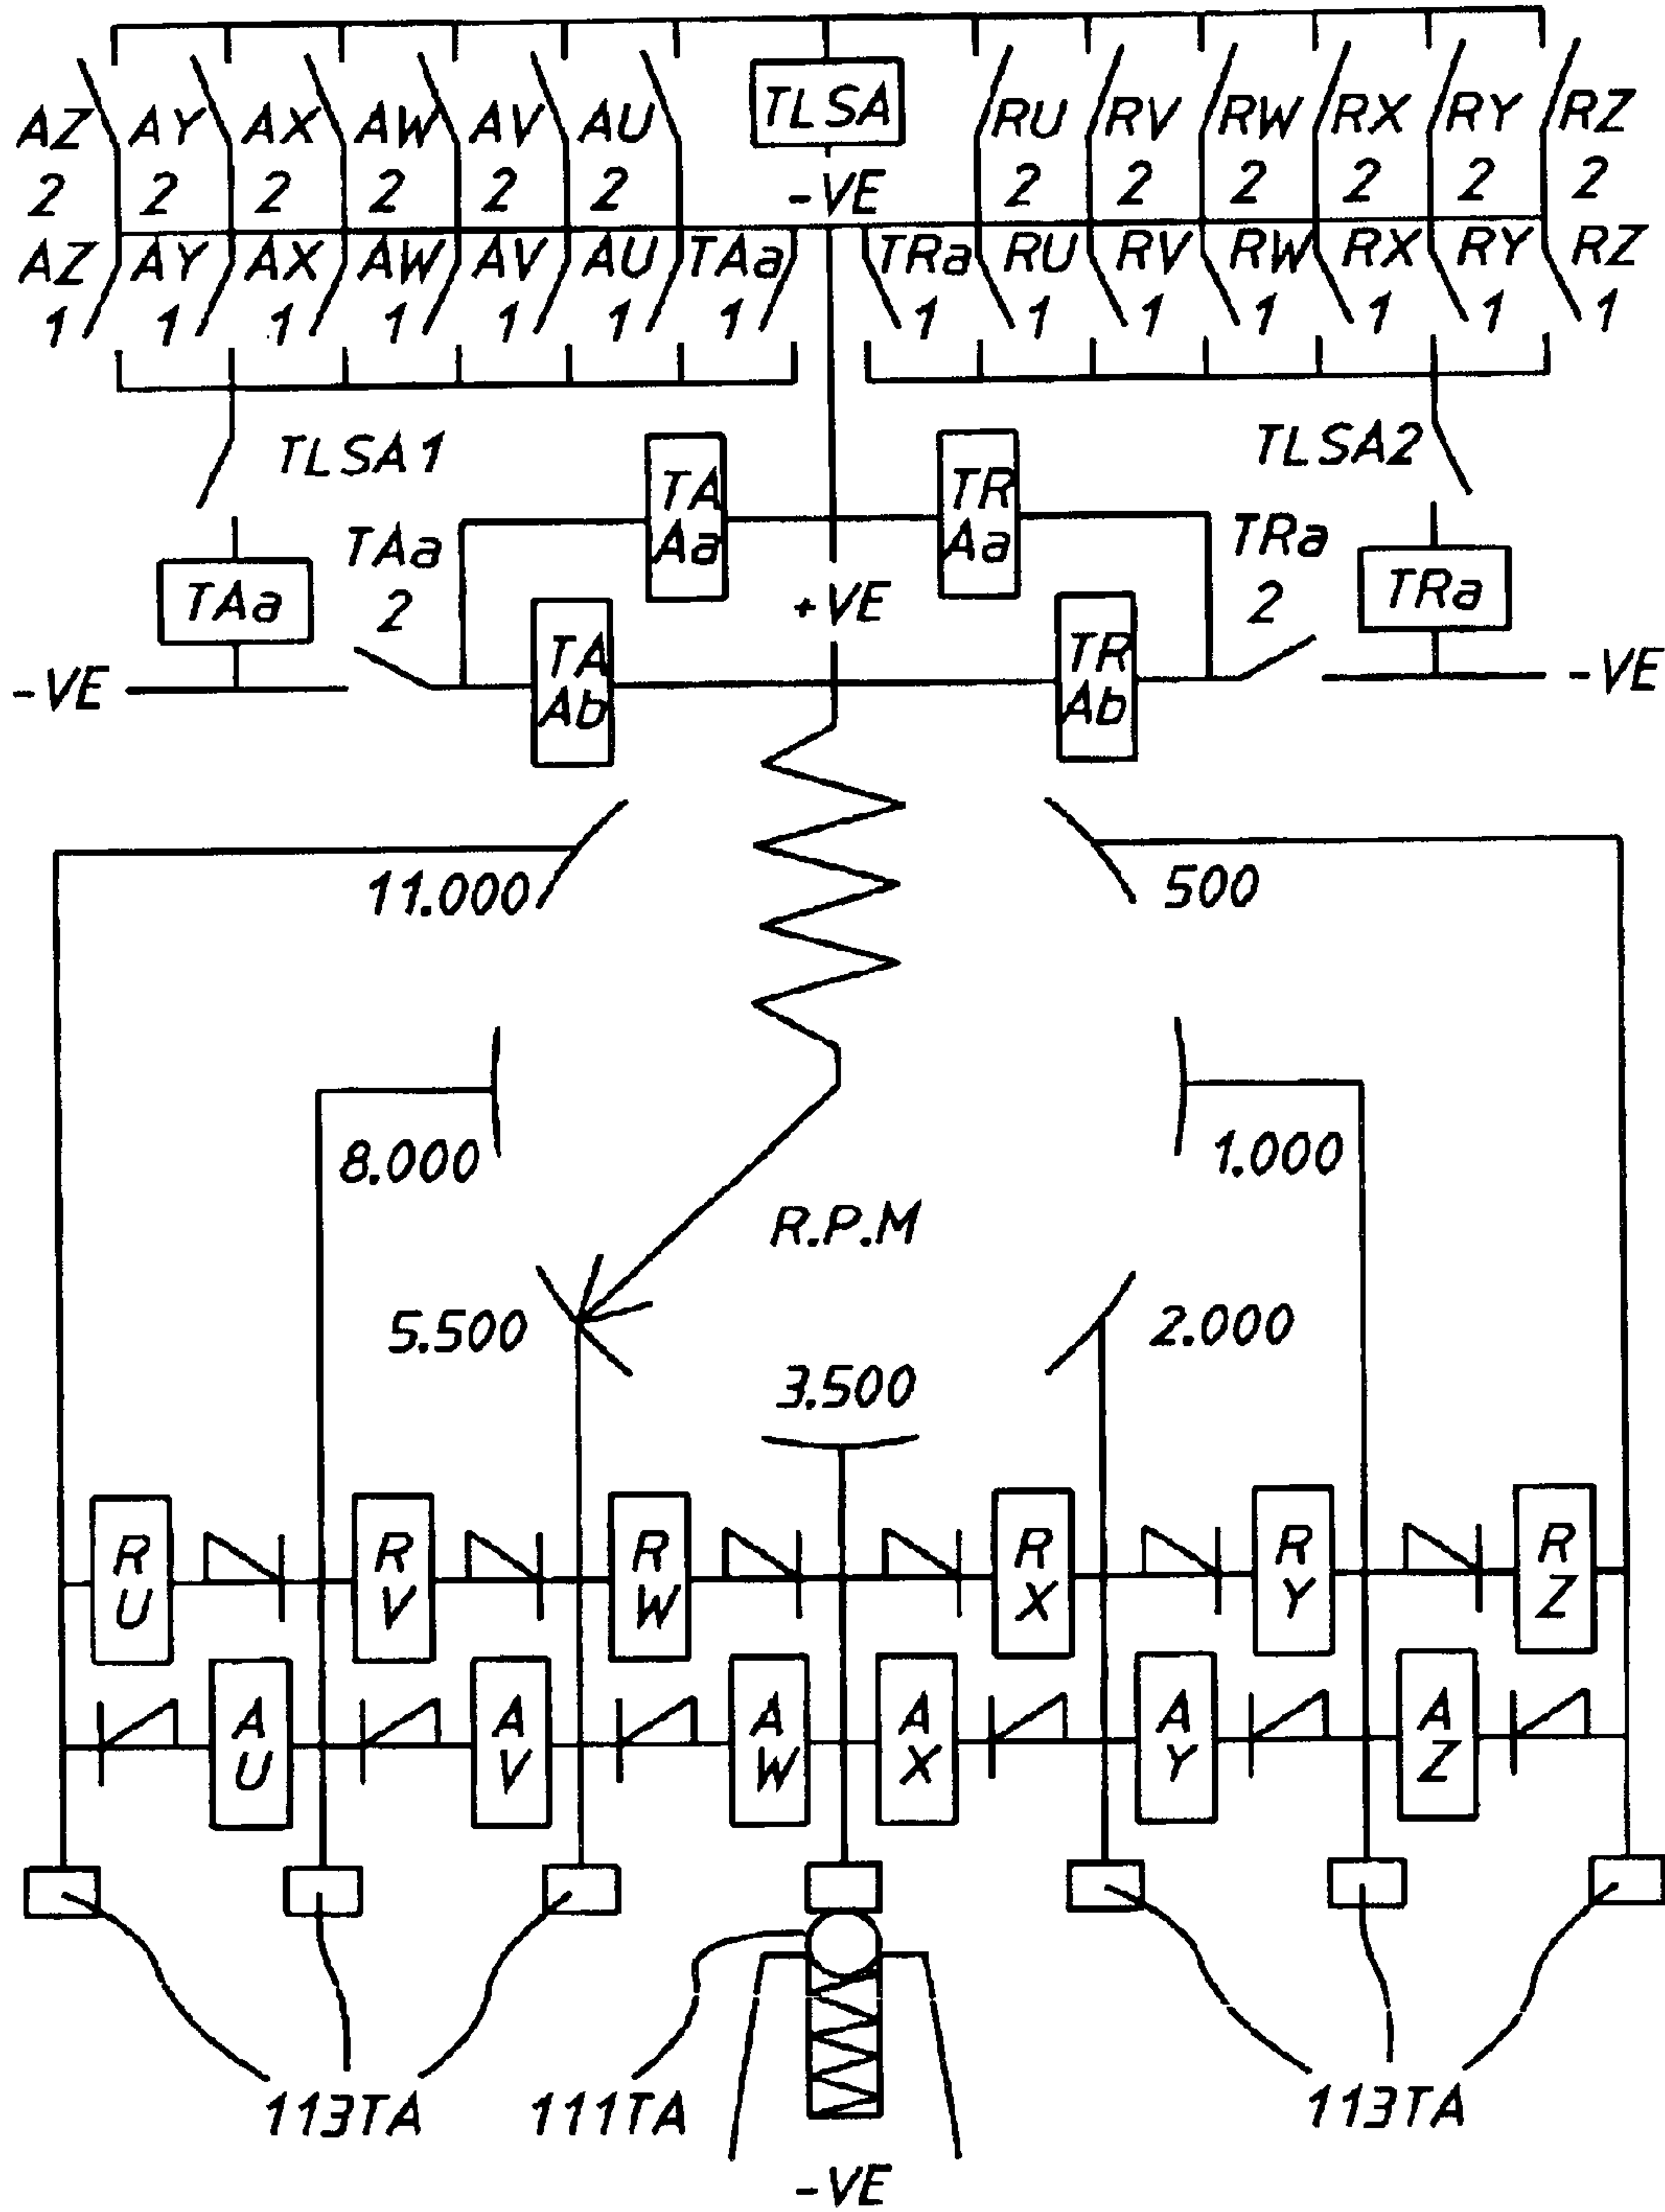 AZ AY AX AW AV AU TLSA RU RV RW RX RY RZ
2 2 2 2 2 2 -VE 2 2 2 2 2 2
AZ AY AX AW AV AU TAa TRa RU RV RW RX RY RZ
1 1 1 1 1 1 1 1 1 1 1 1 1 1
TLSA1 TLSA2
TA
Aa
TR
Aa
TAa
2
TRa
2
TAa
+VE
TRa
-VE
TA
Ab
TR
Ab
-VE
11.000 500
8.000 1.000
R.P.M
5.500 2.000
3.500
R
U
R
V
R
W
R
X
R
Y
R
Z
A
U
A
V
A
W
A
X
A
Y
A
Z
113TA 111TA 113TA
-VE